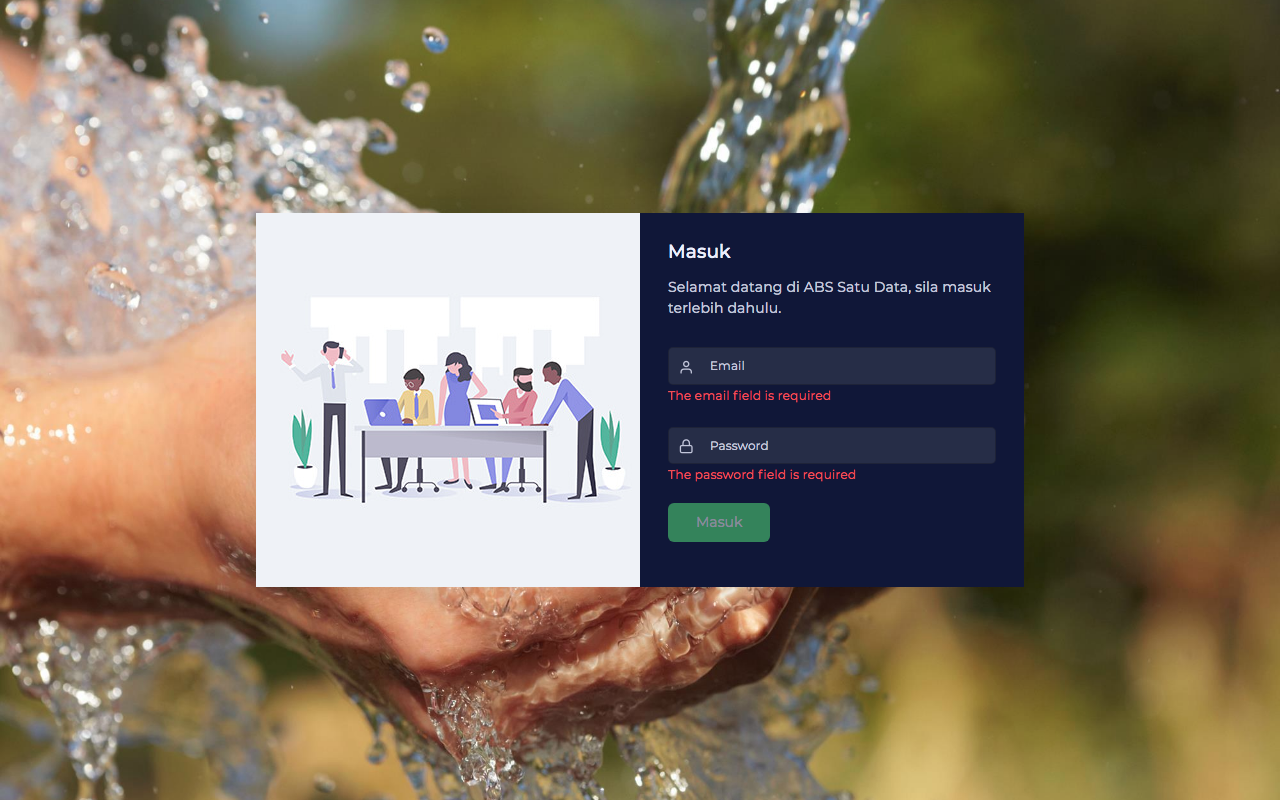 Masuk
Selamat datang di ABS Satu Data, sila masuk
terlebih dahulu.
Email
The email field is required
Password
The password field is required
Masuk